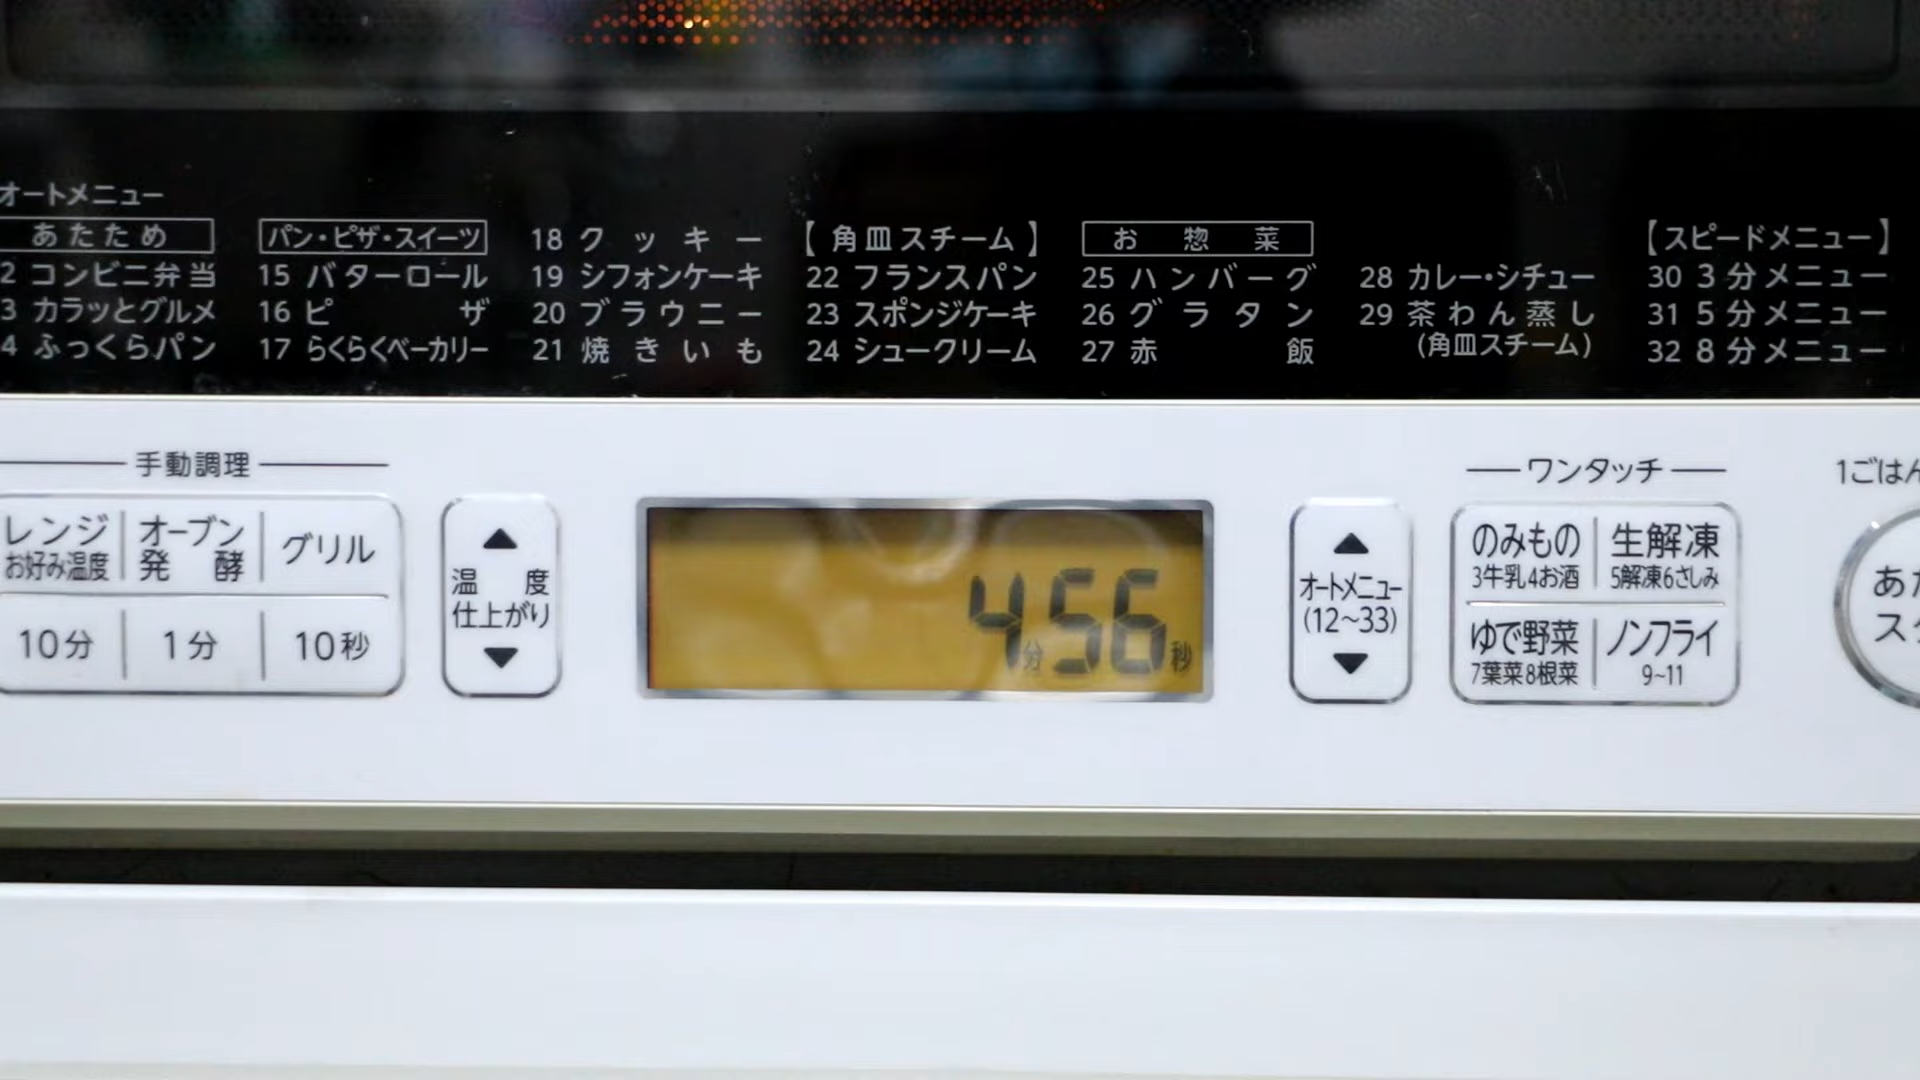 オートメニュー
あたため
2 コンビニ弁当
3 カラッとグルメ
4 ふっくらパン
パン・ピザ・スイーツ
15 バターロール
16 ピザ
17 らくらくベーカリー
18 クッキー
19 シフォンケーキ
20 ブラウニー
21 焼きいも
【角皿スチーム】
22 フランスパン
23 スポンジケーキ
24 シュークリーム
お惣菜
25 ハンバーグ
26 グラタン
27 赤飯
28 カレー・シチュー
29 茶わん蒸し
(角皿スチーム)
【スピードメニュー】
30 3分メニュー
31 5分メニュー
32 8分メニュー
手動調理
レンジ
お好み温度
オーブン
発酵
グリル
10分
1分
10秒
▲
温度
仕上がり
▼
4分56秒
▲
オートメニュー
(12~33)
▼
ワンタッチ
のみもの
3牛乳4お酒
生解凍
5解凍6さしみ
ゆで野菜
7葉菜8根菜
ノンフライ
9~11
1ごはん
あた
スタ